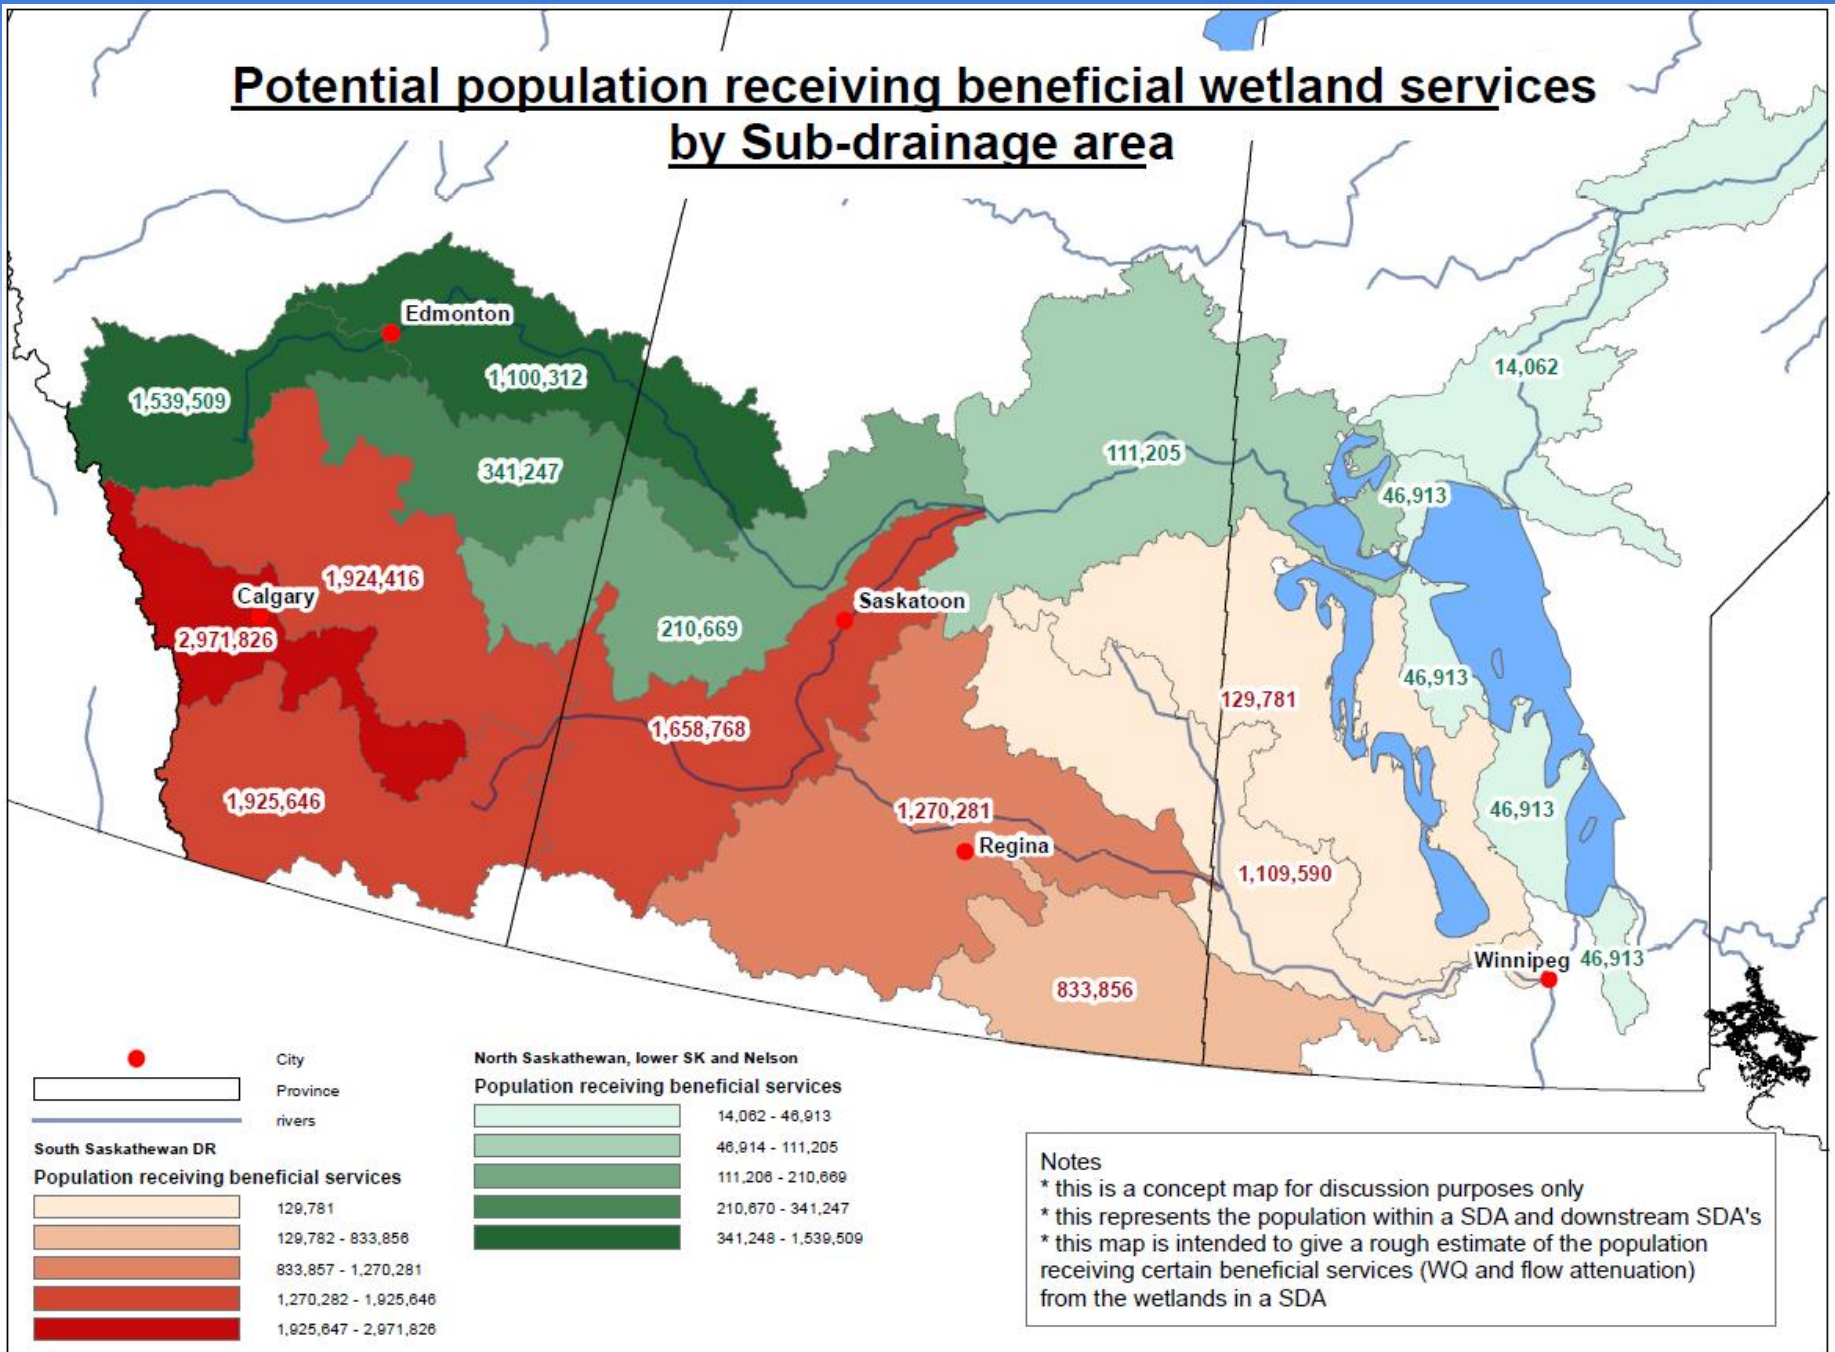 Potential population receiving beneficial wetland services
by Sub-drainage area
Edmonton
1,100,312
1,539,509
14,062
341,247
111,205
46,913
1,924,416
Calgary
Saskatoon
210,669
2,971,826
46,913
129,781
1,658,768
1,925,646
1,270,281
46,913
Regina
1,109,590
Winnipeg
46,913
833,856
City
Province
rivers
South Saskathewan DR
Population receiving beneficial services
129,781
129,782 - 833,856
833,857 - 1,270,281
1,270,282 - 1,925,646
1,925,647 - 2,971,826
North Saskathewan, lower SK and Nelson
Population receiving beneficial services
14,062 - 46,913
46,914 - 111,205
111,206 - 210,669
210,670 - 341,247
341,248 - 1,539,509
Notes
* this is a concept map for discussion purposes only
* this represents the population within a SDA and downstream SDA's
* this map is intended to give a rough estimate of the population
receiving certain beneficial services (WQ and flow attenuation)
from the wetlands in a SDA